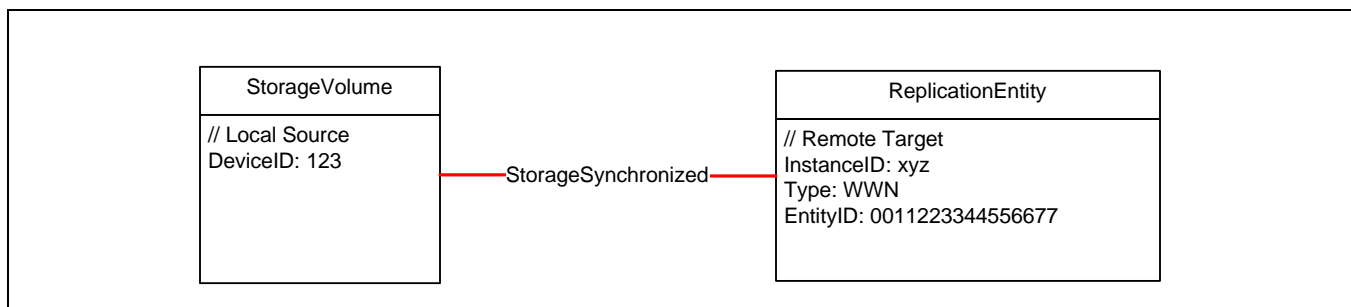 StorageVolume
// Local Source
DeviceID: 123
StorageSynchronized
ReplicationEntity
// Remote Target
InstanceID: xyz
Type: WWN
EntityID: 0011223344556677